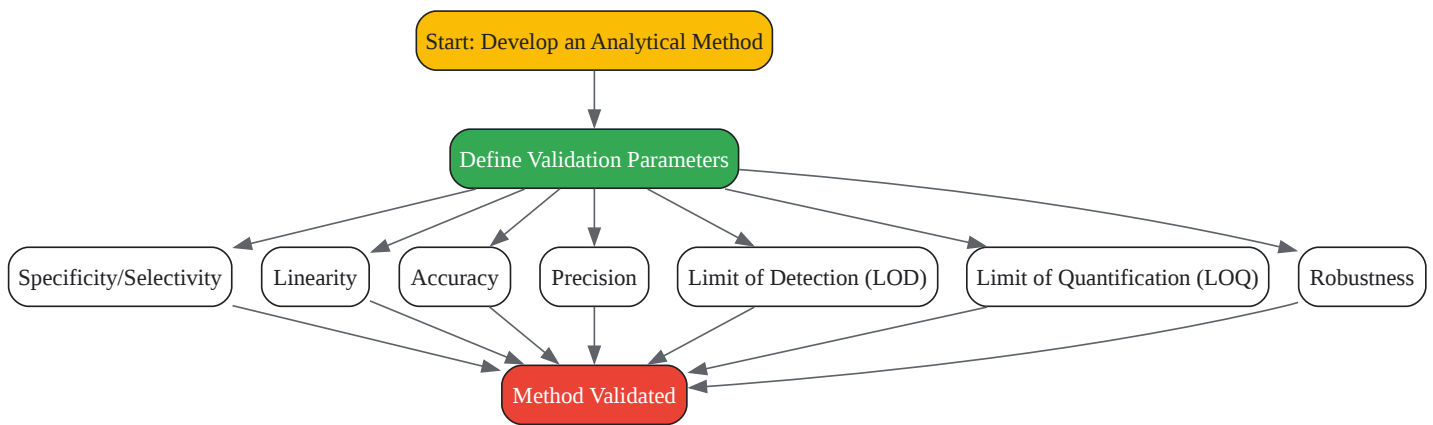 Start: Develop an Analytical Method
Define Validation Parameters
Specificity/Selectivity
Linearity
Accuracy
Precision
Limit of Detection (LOD)
Limit of Quantification (LOQ)
Robustness
Method Validated